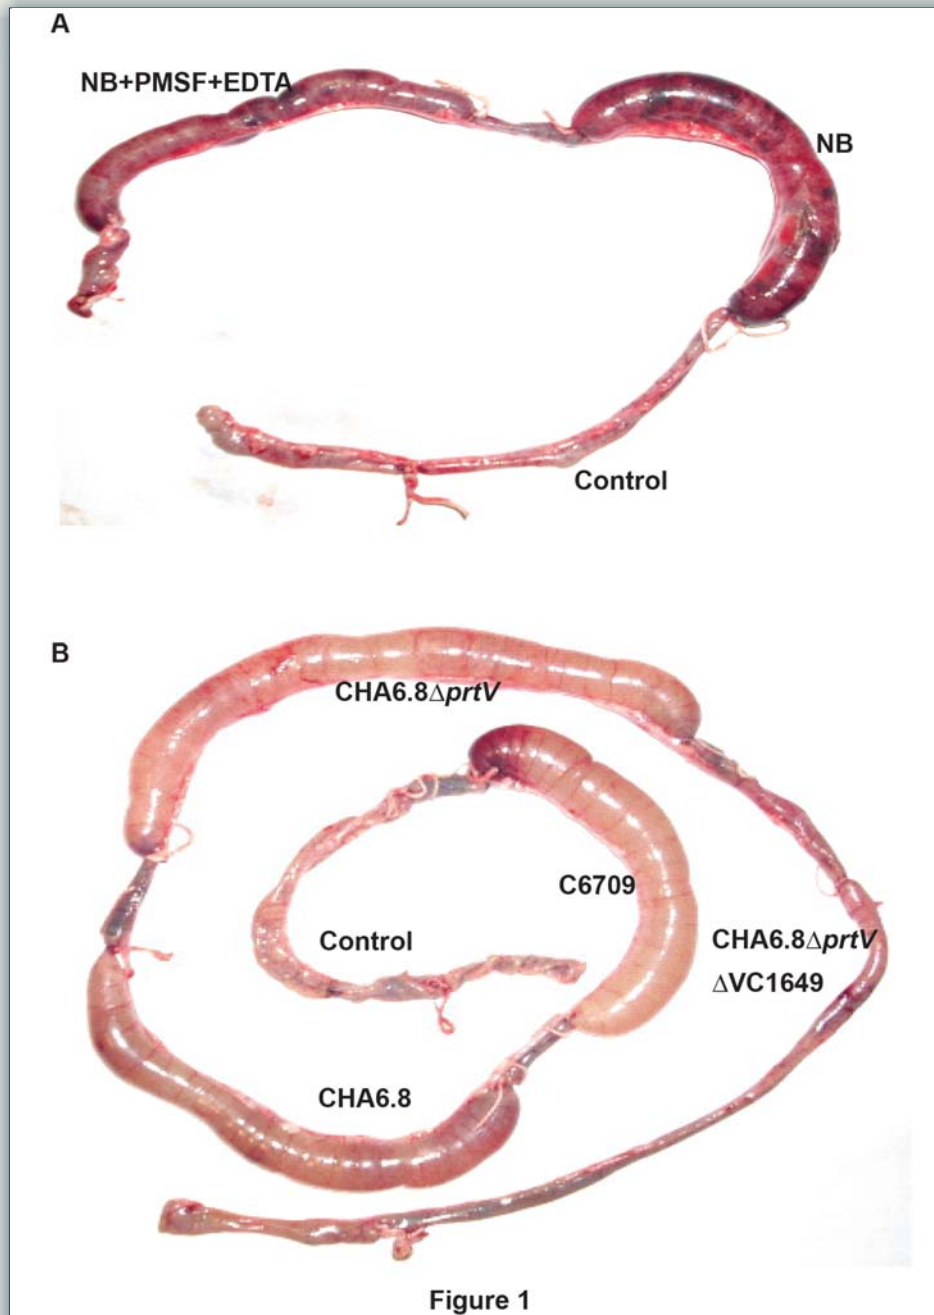 A
NB+PMSF+EDTA
NB
Control
B
CHA6.8ΔprtV
C6709
Control
CHA6.8ΔprtV
ΔVC1649
CHA6.8
Figure 1